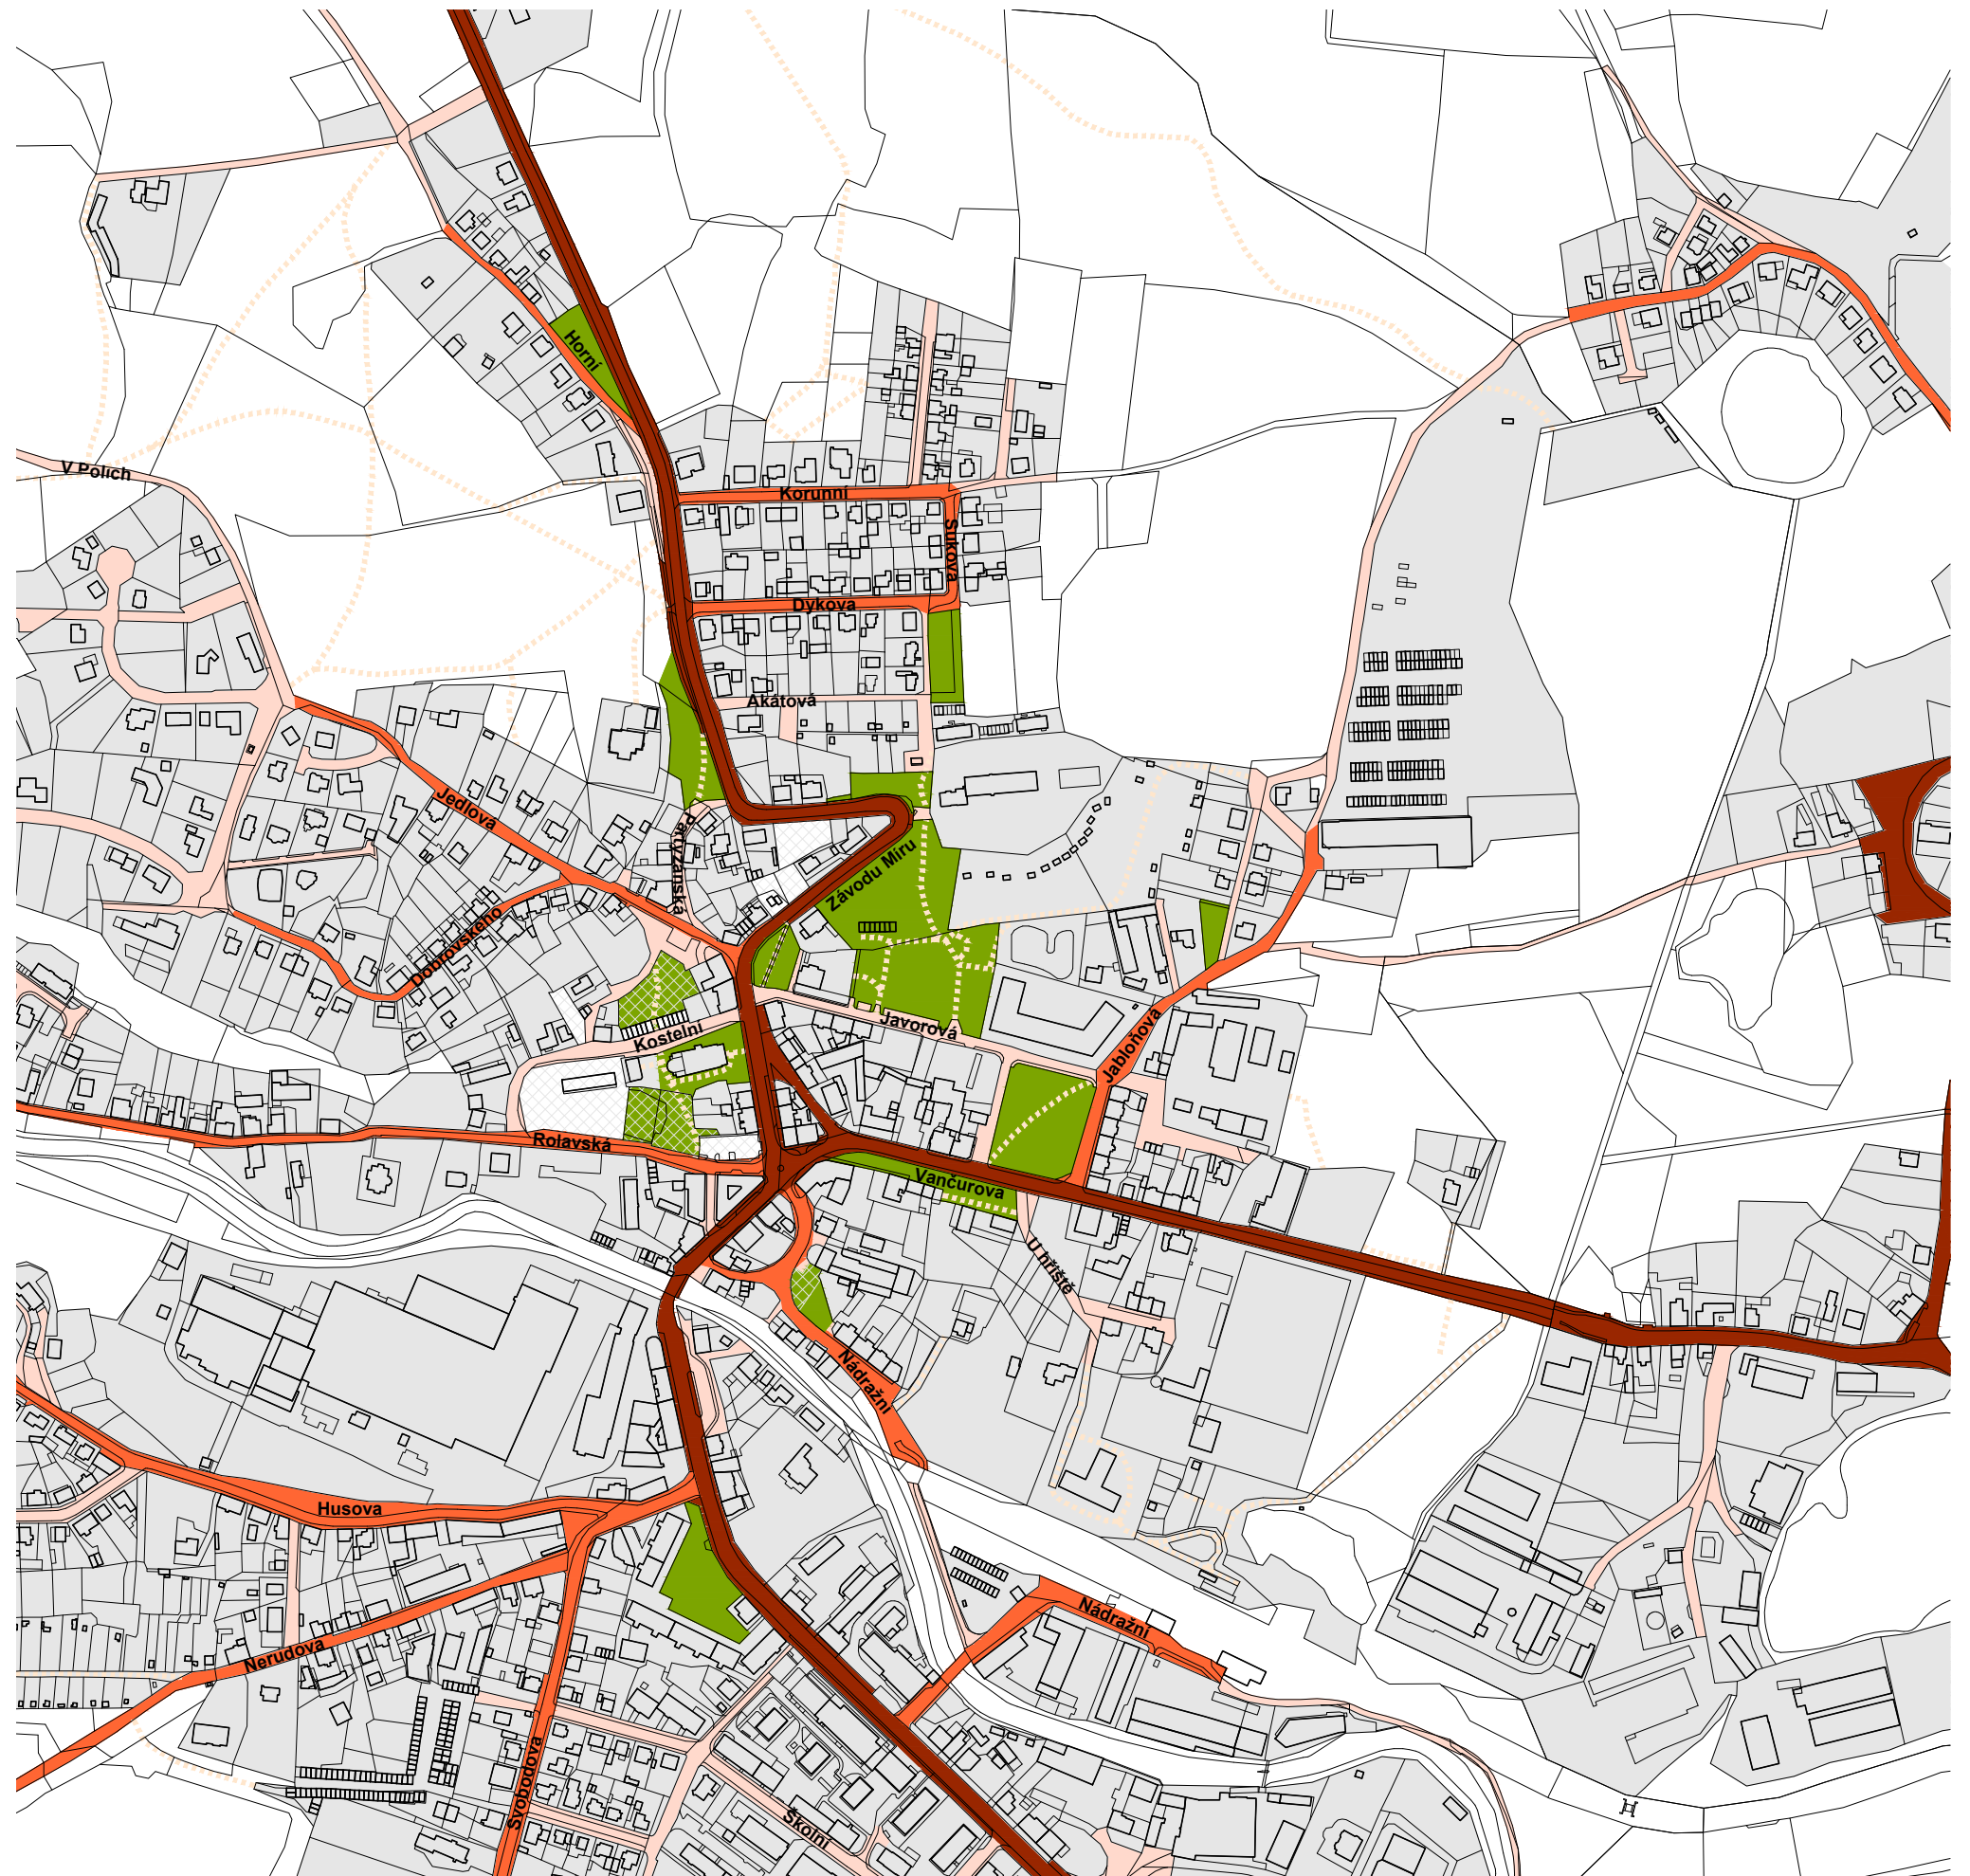 Horní
V Polích
Korunní
Sukova
Dykova
Akátová
Jedlová
Partyzánská
Závodu Míru
Dobrovského
Javorová
Kostelní
Jabloňová
Rolavská
Vančurova
U hřiště
Nádražní
Husova
Nádražní
Nerudova
Svobodova
Školní